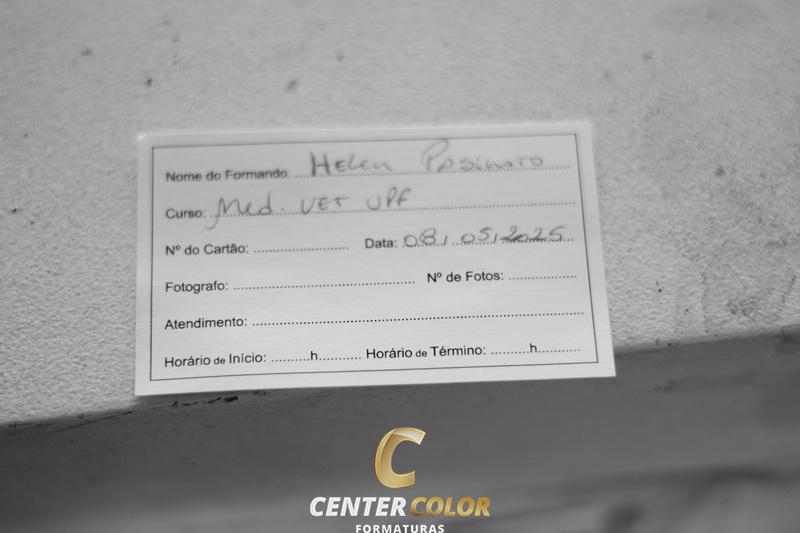 Nome do Formando: Helen Pasinato
Curso: Med. VET UPF
Nº do Cartão: Data: 08/05/2025
Fotografo: Nº de Fotos:
Atendimento:
Horário de Início: h Horário de Término: h
C
CENTER COLOR
FORMATURAS